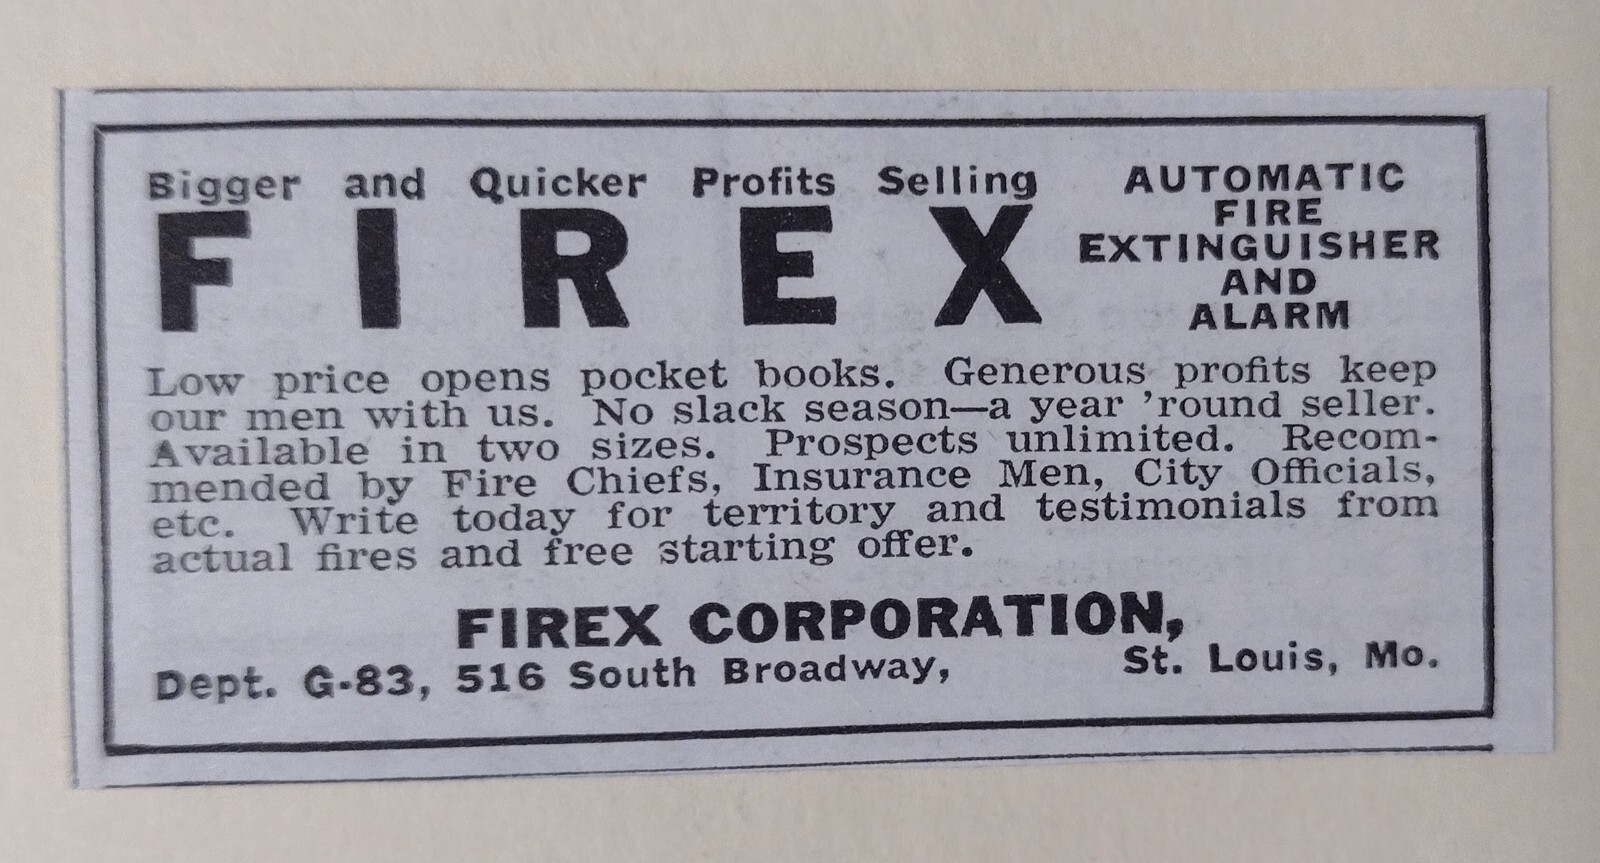 Bigger and Quicker Profits Selling
FIREX
AUTOMATIC
FIRE
EXTINGUISHER
AND
ALARM
Low price opens pocket books. Generous profits keep
our men with us. No slack season—a year 'round seller.
Available in two sizes. Prospects unlimited. Recom-
mended by Fire Chiefs, Insurance Men, City Officials,
etc. Write today for territory and testimonials from
actual fires and free starting offer.
FIREX CORPORATION,
Dept. G-83, 516 South Broadway, St. Louis, Mo.